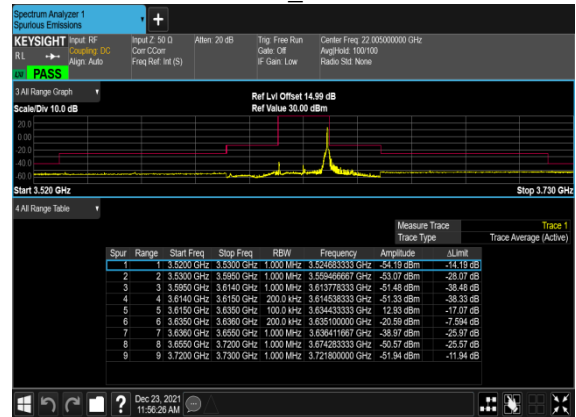 Spectrum Analyzer 1
Spurious Emissions
KEYSIGHT Input: RF Input Z: 50 Ω Atten: 20 dB Trig: Free Run Center Freq: 22.005000000 GHz
RL Coupling: DC Corr CCorr Gate: Off Avg|Hold: 100/100
Align: Auto Freq Ref: Int (S) IF Gain: Low Radio Std: None
PASS
3 All Range Graph
Ref Lvl Offset 14.99 dB
Scale/Div 10.0 dB Ref Value 30.00 dBm
20.0
0.00
-20.0
-40.0
-60.0
Start 3.520 GHz Stop 3.730 GHz
4 All Range Table
Measure Trace Trace 1
Trace Type Trace Average (Active)
Spur Range Start Freq Stop Freq RBW Frequency Amplitude ΔLimit
1 1 3.5200 GHz 3.5300 GHz 1.000 MHz 3.524683333 GHz -54.19 dBm -14.19 dB
2 2 3.5300 GHz 3.5950 GHz 1.000 MHz 3.559466667 GHz -53.07 dBm -28.07 dB
3 3 3.5950 GHz 3.6140 GHz 1.000 MHz 3.613778333 GHz -51.48 dBm -38.48 dB
4 4 3.6140 GHz 3.6150 GHz 200.0 kHz 3.614538333 GHz -51.33 dBm -38.33 dB
5 5 3.6150 GHz 3.6350 GHz 100.0 kHz 3.634433333 GHz 12.93 dBm -17.07 dB
6 6 3.6350 GHz 3.6360 GHz 200.0 kHz 3.635100000 GHz -20.59 dBm -7.594 dB
7 7 3.6360 GHz 3.6550 GHz 1.000 MHz 3.636411667 GHz -38.97 dBm -25.97 dB
8 8 3.6550 GHz 3.7200 GHz 1.000 MHz 3.674283333 GHz -50.57 dBm -25.57 dB
9 9 3.7200 GHz 3.7300 GHz 1.000 MHz 3.721800000 GHz -51.94 dBm -11.94 dB
Dec 23, 2021
11:56:26 AM